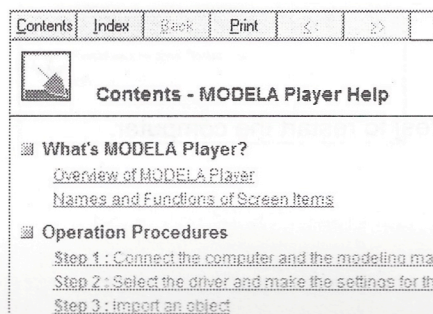 Contents Index Back Print << >>
Contents - MODELA Player Help
What's MODELA Player?
Overview of MODELA Player
Names and Functions of Screen Items
Operation Procedures
Step 1 : Connect the computer and the modeling ma
Step 2 : Select the driver and make the settings for th
Step 3 : Import an object